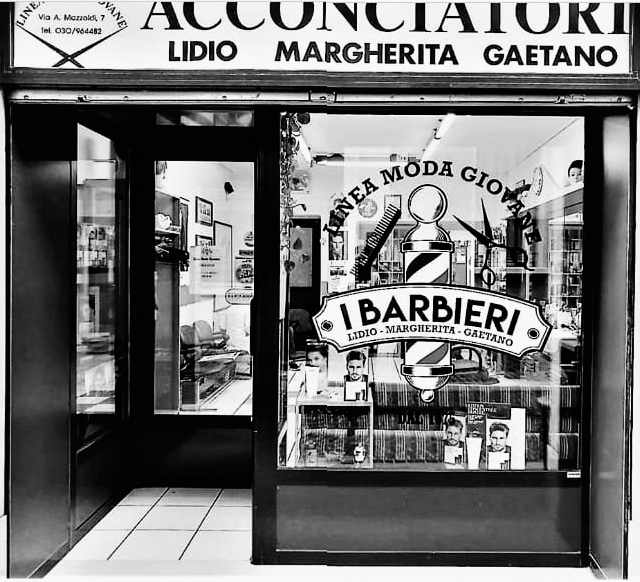 LINEA GIOVANE
Via A. Mazzoldi, 7
Tel. 030/964482
ACCONCIATORI
LIDIO MARGHERITA GAETANO
LINEA MODA GIOVANE
I BARBIERI
LIDIO - MARGHERITA - GAETANO